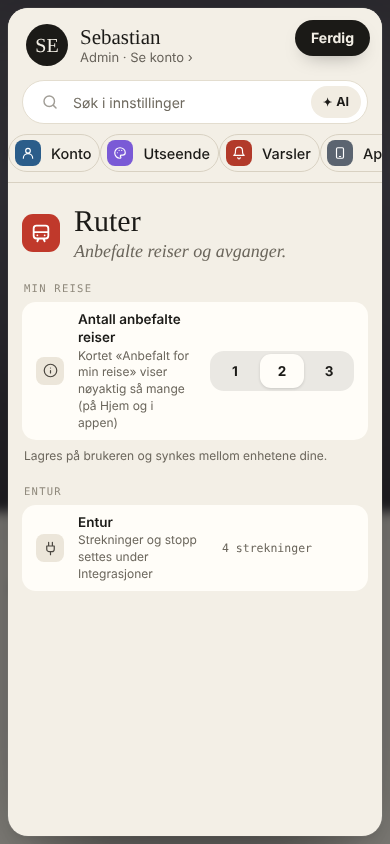 SE
Sebastian
Admin · Se konto ›
Ferdig
Søk i innstillinger
AI
Konto
Utseende
Varsler
Ap
Ruter
Anbefalte reiser og avganger.
MIN REISE
Antall anbefalte
reiser
Kortet «Anbefalt for
min reise» viser
nøyaktig så mange
(på Hjem og i
appen)
1 2 3
Lagres på brukeren og synkes mellom enhetene dine.
ENTUR
Entur
Strekninger og stopp
settes under
Integrasjoner
4 strekninger